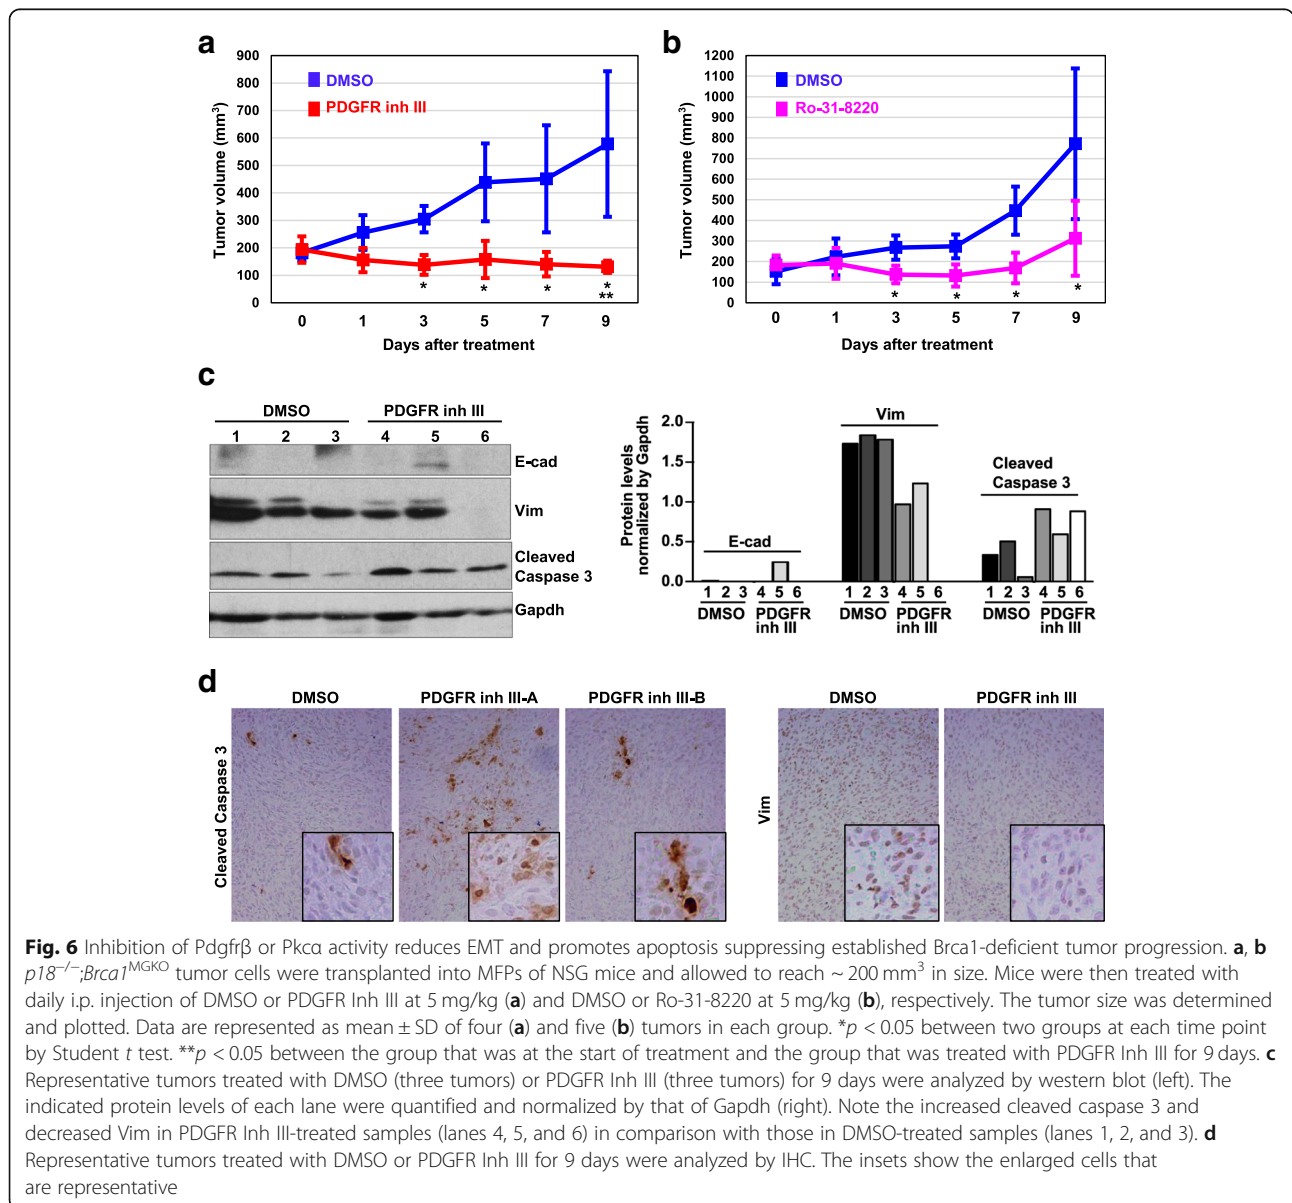 a
900
800
700
600
500
400
300
200
100
0
Tumor volume (mm³)
DMSO
PDGFR inh III
* * * *
**
0 1 3 5 7 9
Days after treatment
b
1200
1100
1000
900
800
700
600
500
400
300
200
100
0
Tumor volume (mm³)
DMSO
Ro-31-8220
* * * *
0 1 3 5 7 9
Days after treatment
c
DMSO PDGFR inh III
1 2 3 4 5 6
E-cad
Vim
Cleaved
Caspase 3
Gapdh
Protein levels
normalized by Gapdh
2.0
1.5
1.0
0.5
0.0
E-cad
Vim
Cleaved
Caspase 3
1 2 3 4 5 6 1 2 3 4 5 6 1 2 3 4 5 6
DMSO PDGFR DMSO PDGFR DMSO PDGFR
inh III inh III inh III
d
DMSO PDGFR inh III-A PDGFR inh III-B DMSO PDGFR inh III
Cleaved Caspase 3
Vim
Fig. 6 Inhibition of Pdgfrβ or Pkcα activity reduces EMT and promotes apoptosis suppressing established Brca1-deficient tumor progression. a, b
p18−/−;Brca1MGKO tumor cells were transplanted into MFPs of NSG mice and allowed to reach ~ 200 mm³ in size. Mice were then treated with
daily i.p. injection of DMSO or PDGFR Inh III at 5 mg/kg (a) and DMSO or Ro-31-8220 at 5 mg/kg (b), respectively. The tumor size was determined
and plotted. Data are represented as mean ± SD of four (a) and five (b) tumors in each group. *p < 0.05 between two groups at each time point
by Student t test. **p < 0.05 between the group that was at the start of treatment and the group that was treated with PDGFR Inh III for 9 days. c
Representative tumors treated with DMSO (three tumors) or PDGFR Inh III (three tumors) for 9 days were analyzed by western blot (left). The
indicated protein levels of each lane were quantified and normalized by that of Gapdh (right). Note the increased cleaved caspase 3 and
decreased Vim in PDGFR Inh III-treated samples (lanes 4, 5, and 6) in comparison with those in DMSO-treated samples (lanes 1, 2, and 3). d
Representative tumors treated with DMSO or PDGFR Inh III for 9 days were analyzed by IHC. The insets show the enlarged cells that
are representative